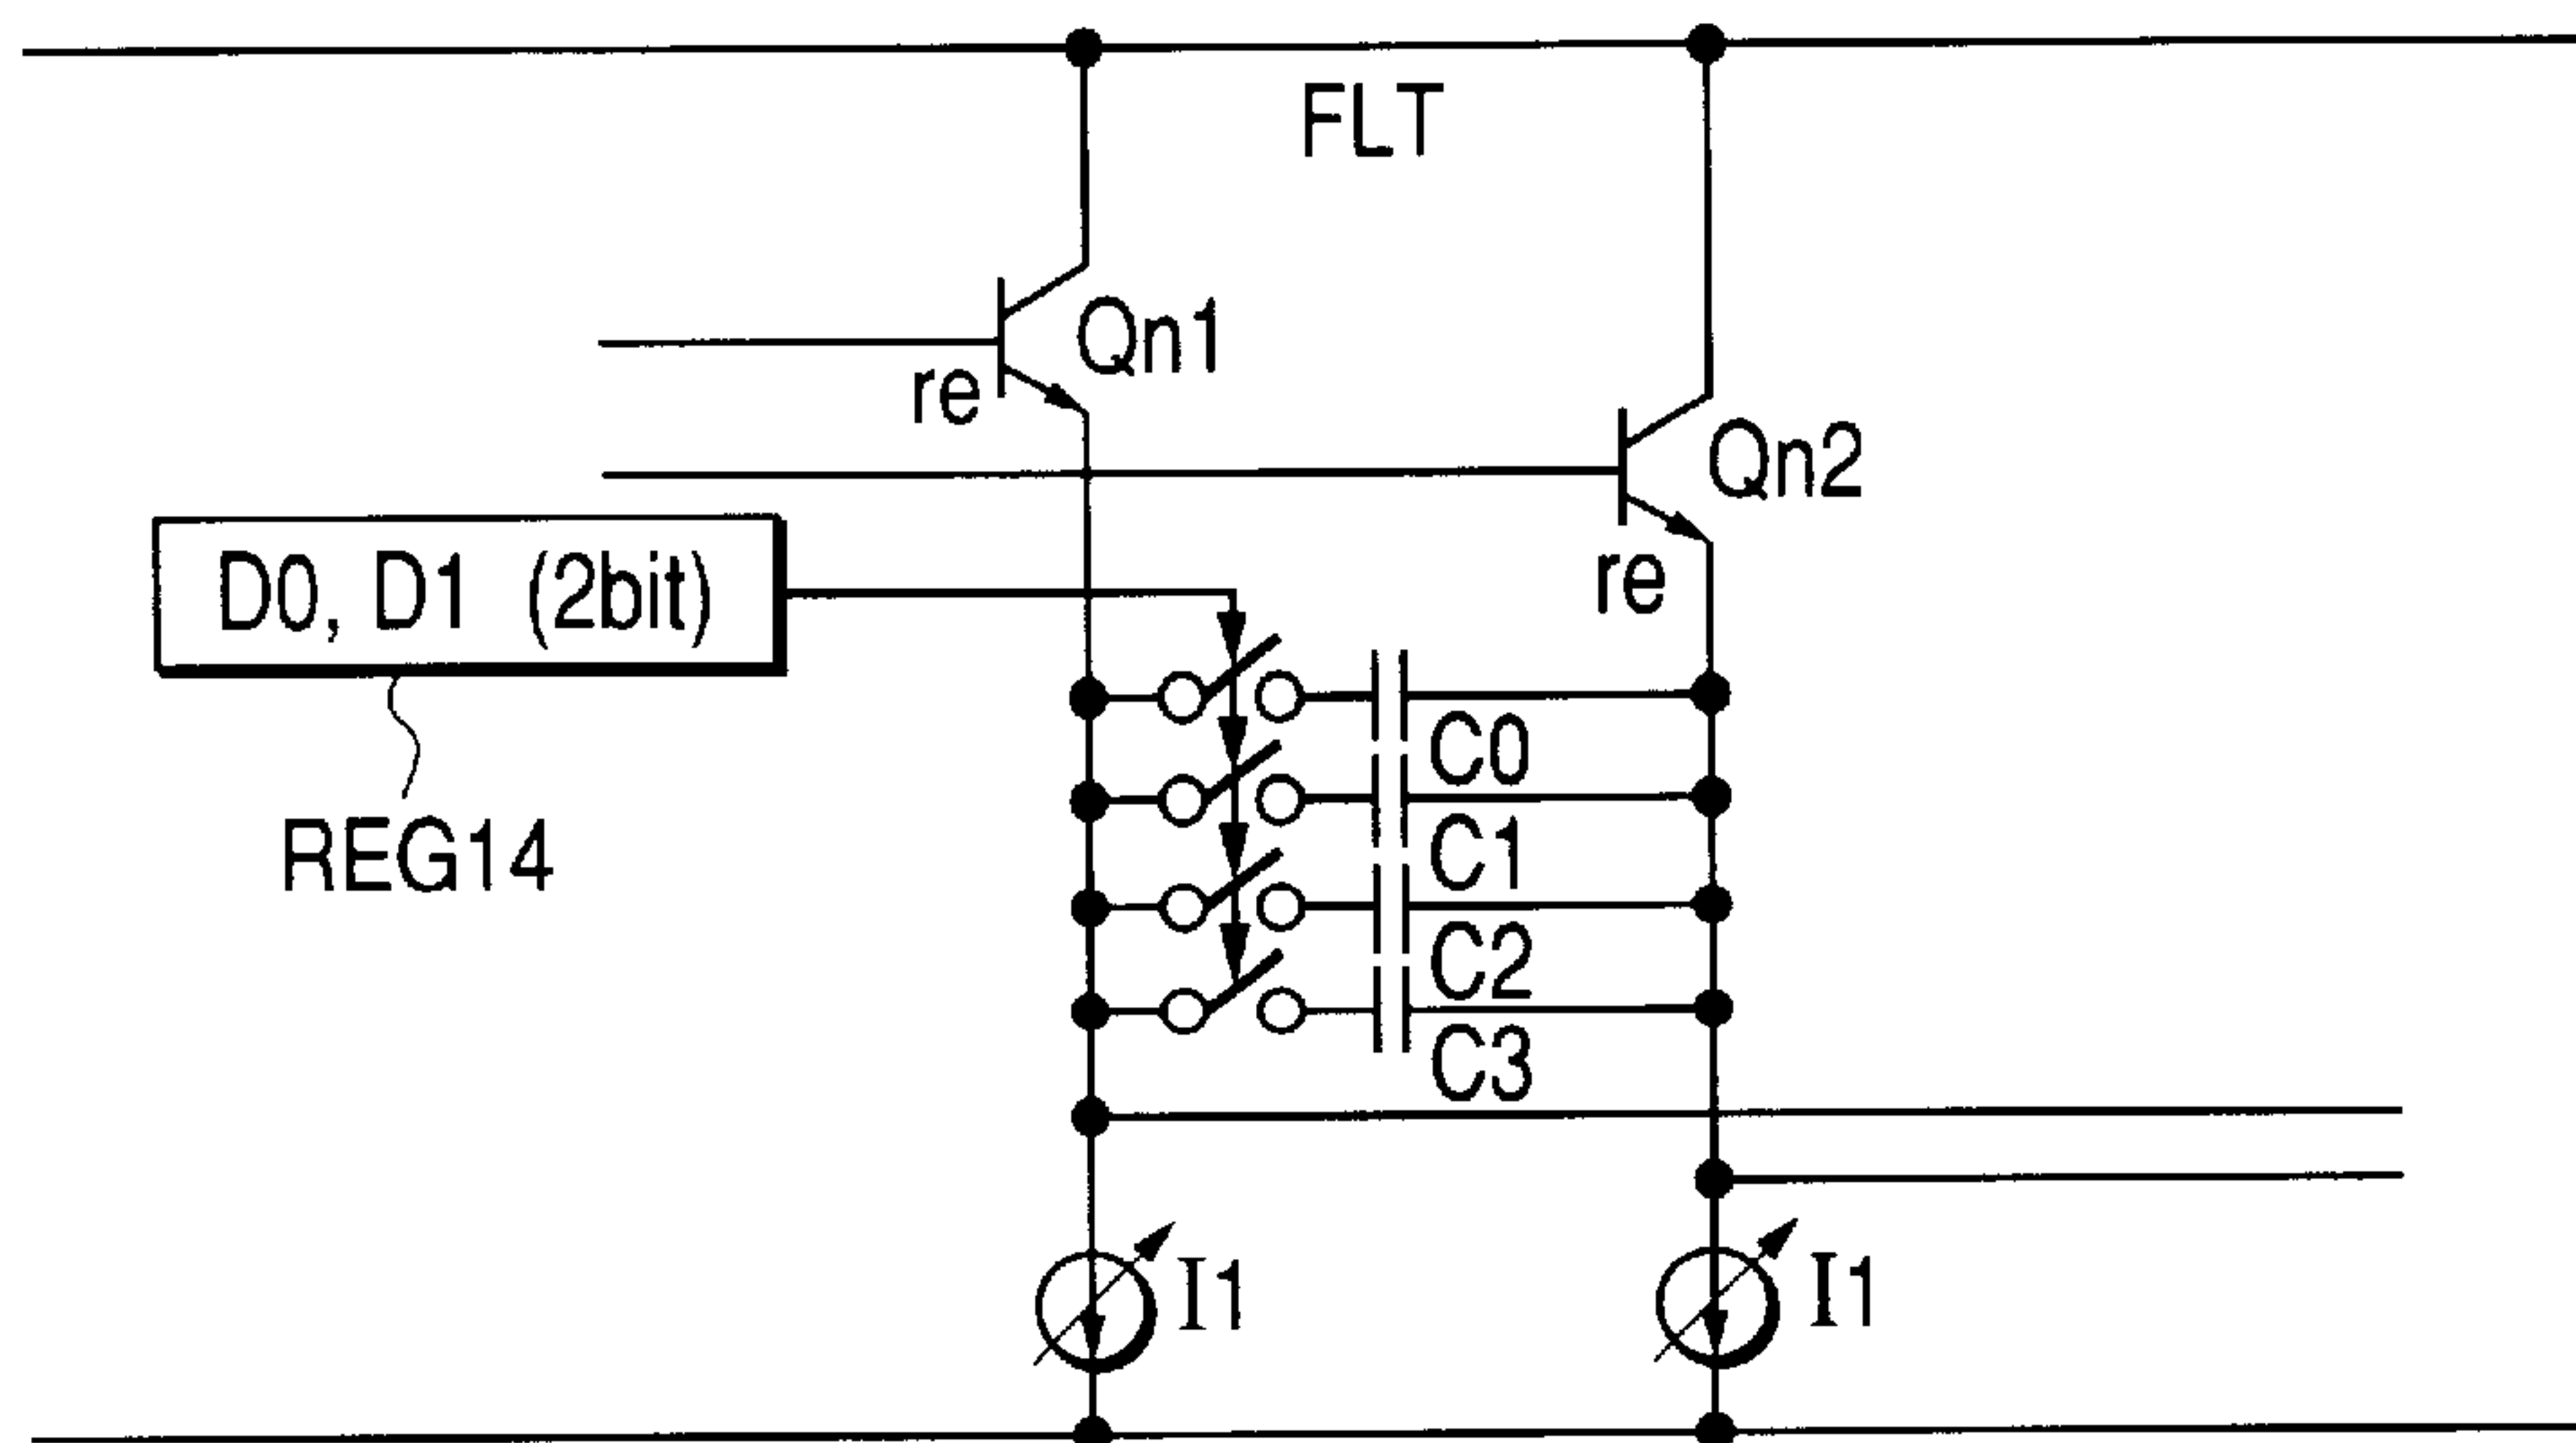 FLT
Qn1
re
Qn2
re
D0, D1 (2bit)
REG14
C0
C1
C2
C3
I1
I1